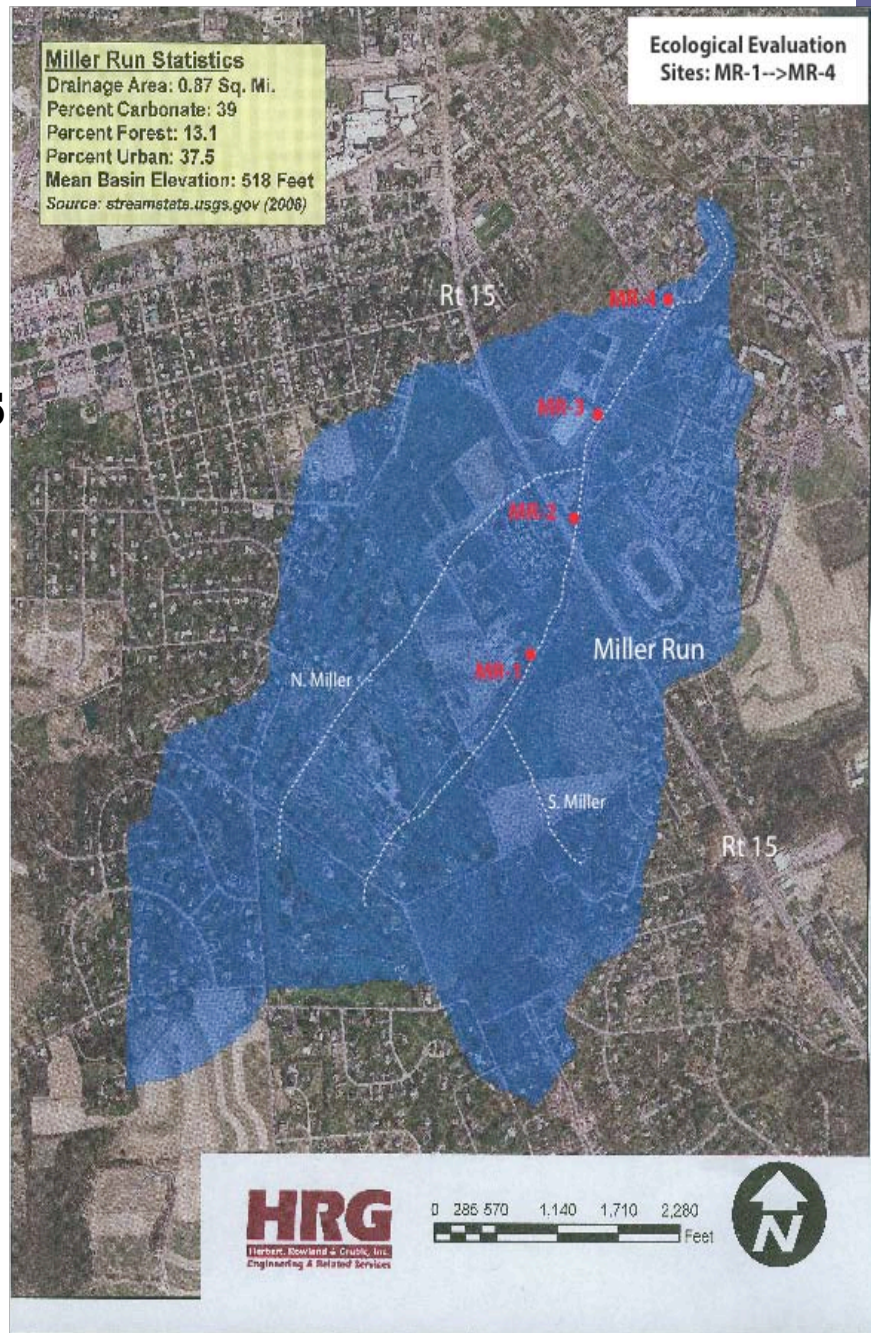 Miller Run Statistics
Drainage Area: 0.87 Sq. Mi.
Percent Carbonate: 39
Percent Forest: 13.1
Percent Urban: 37.5
Mean Basin Elevation: 518 Feet
Source: streamstats.usgs.gov (2008)
Ecological Evaluation
Sites: MR-1-->MR-4
Rt 15
MR-4
MR-3
MR-2
MR-1
Miller Run
N. Miller
S. Miller
Rt 15
HRG
Herbert, Rowland & Grubic, Inc.
Engineering & Related Services
0 285 570 1,140 1,710 2,280
Feet
N